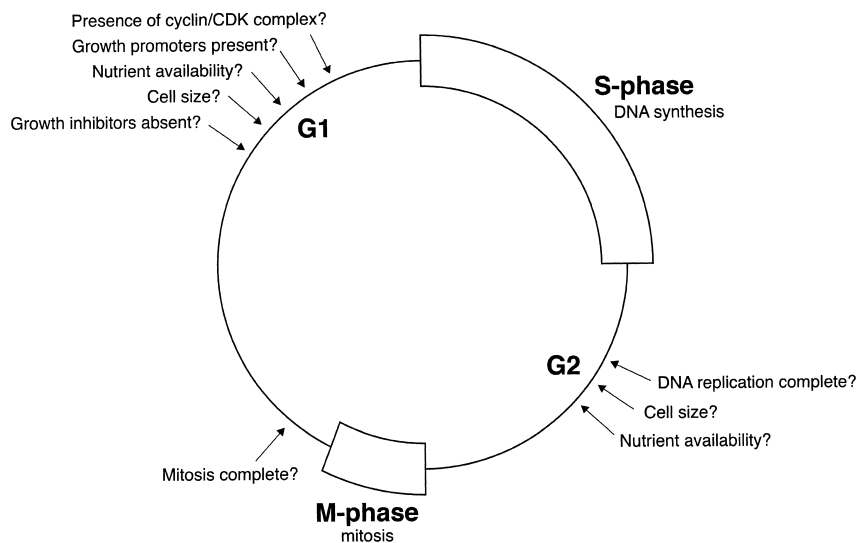 Presence of cyclin/CDK complex?
Growth promoters present?
Nutrient availability?
Cell size?
Growth inhibitors absent?
G1
S-phase
DNA synthesis
G2
DNA replication complete?
Cell size?
Nutrient availability?
Mitosis complete?
M-phase
mitosis